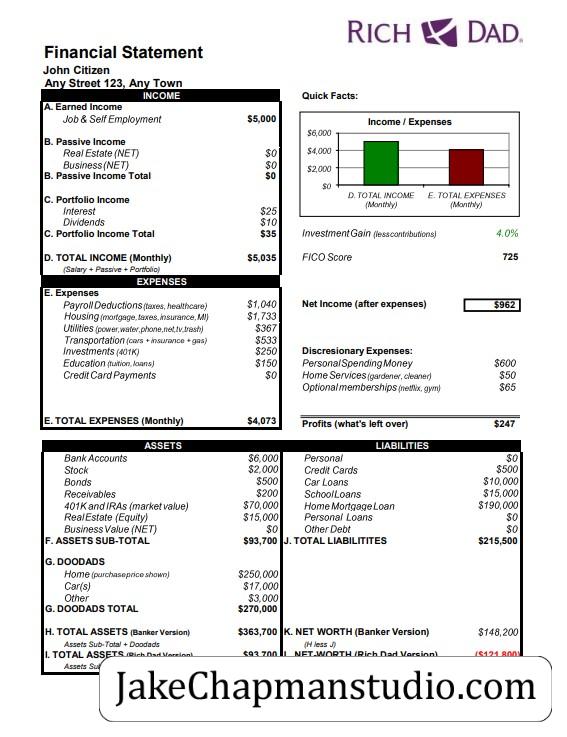 RICH DAD.
Financial Statement
John Citizen
Any Street 123, Any Town
INCOME
A. Earned Income
Job & Self Employment $5,000
B. Passive Income
Real Estate (NET) $0
Business (NET) $0
B. Passive Income Total $0
C. Portfolio Income
Interest $25
Dividends $10
C. Portfolio Income Total $35
D. TOTAL INCOME (Monthly) $5,035
(Salary + Passive + Portfolio)
EXPENSES
E. Expenses
Payroll Deductions (taxes, healthcare) $1,040
Housing (mortgage, taxes, insurance, MI) $1,733
Utilities (power,water,phone,net,tv,trash) $367
Transportation (cars + insurance + gas) $533
Investments (401K) $250
Education (tuition, loans) $150
Credit Card Payments $0
E. TOTAL EXPENSES (Monthly) $4,073
Quick Facts:
Income / Expenses
$6,000
$4,000
$2,000
$0
D. TOTAL INCOME E. TOTAL EXPENSES
(Monthly) (Monthly)
Investment Gain (less contributions) 4.0%
FICO Score 725
Net Income (after expenses) $962
Discresionary Expenses:
Personal Spending Money $600
Home Services (gardener, cleaner) $50
Optional memberships (netflix, gym) $65
Profits (what's left over) $247
ASSETS
Bank Accounts $6,000
Stock $2,000
Bonds $500
Receivables $200
401K and IRAs (market value) $70,000
Real Estate (Equity) $15,000
Business Value (NET) $0
F. ASSETS SUB-TOTAL $93,700
G. DOODADS
Home (purchase price shown) $250,000
Car(s) $17,000
Other $3,000
G. DOODADS TOTAL $270,000
H. TOTAL ASSETS (Banker Version) $363,700
Assets Sub-Total + Doodads
I. TOTAL ASSETS (Rich Dad Version) $93,700
Assets
LIABILITIES
Personal $0
Credit Cards $500
Car Loans $10,000
School Loans $15,000
Home Mortgage Loan $190,000
Personal Loans $0
Other Debt $0
J. TOTAL LIABILITITES $215,500
K. NET WORTH (Banker Version) $148,200
(H less J)
L. NET-WORTH (Rich Dad Version) ($121,800)
JakeChapmanstudio.com